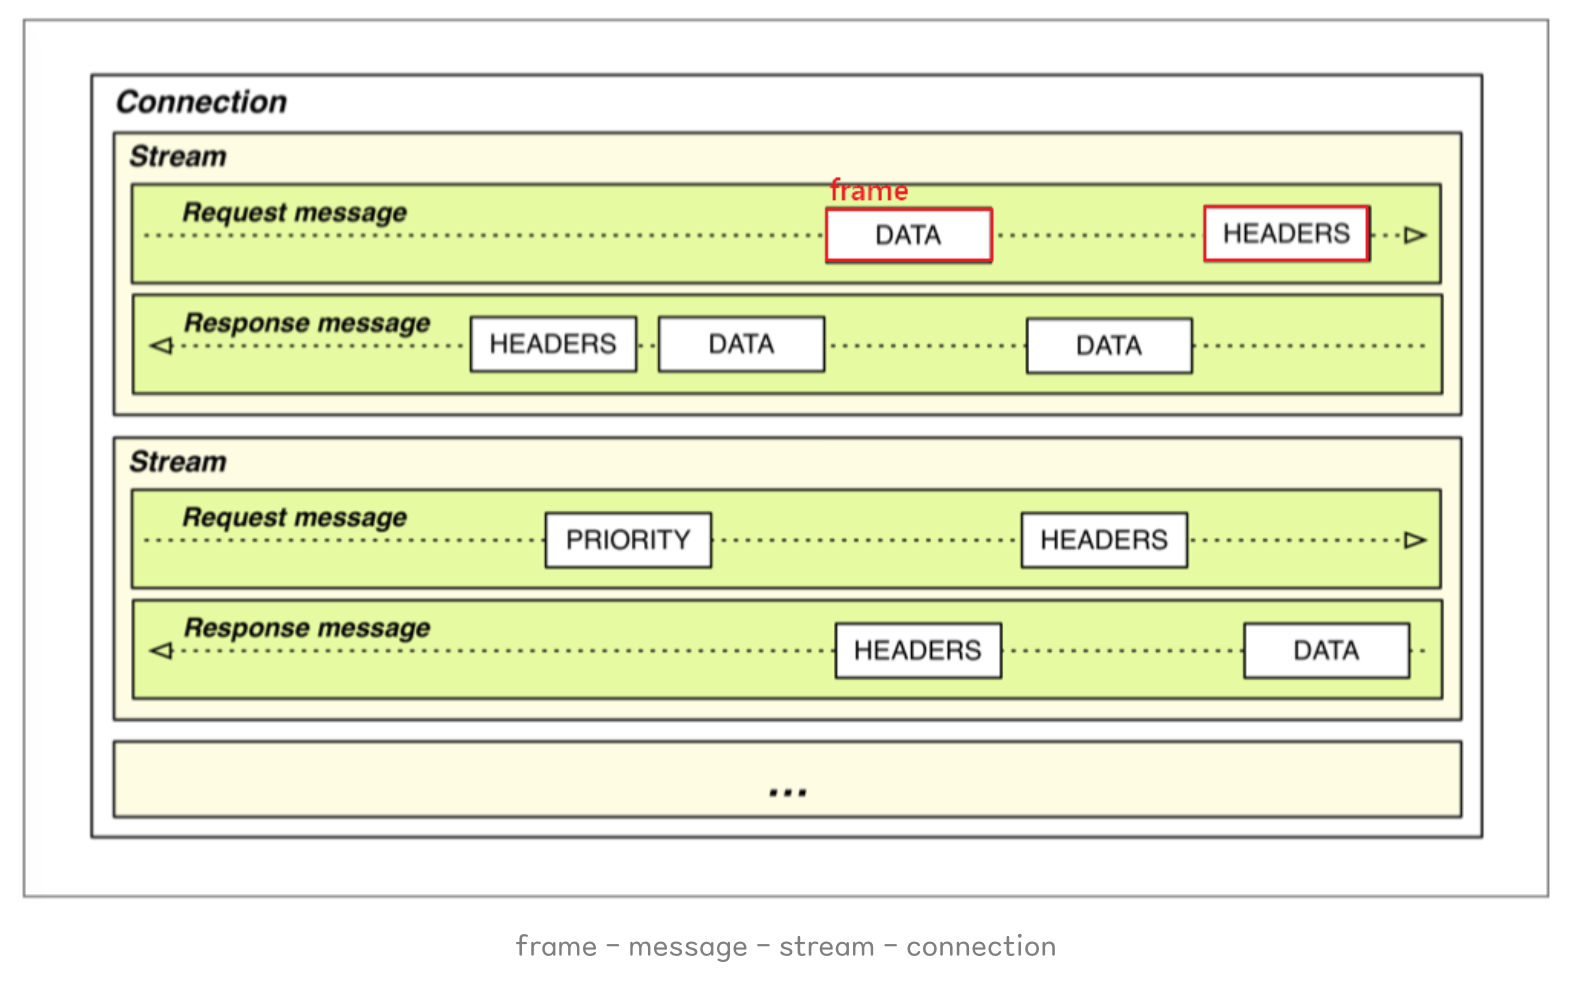 Connection
Stream
frame
Request message
DATA
HEADERS
Response message
HEADERS
DATA
DATA
Stream
Request message
PRIORITY
HEADERS
Response message
HEADERS
DATA
...
frame - message - stream - connection